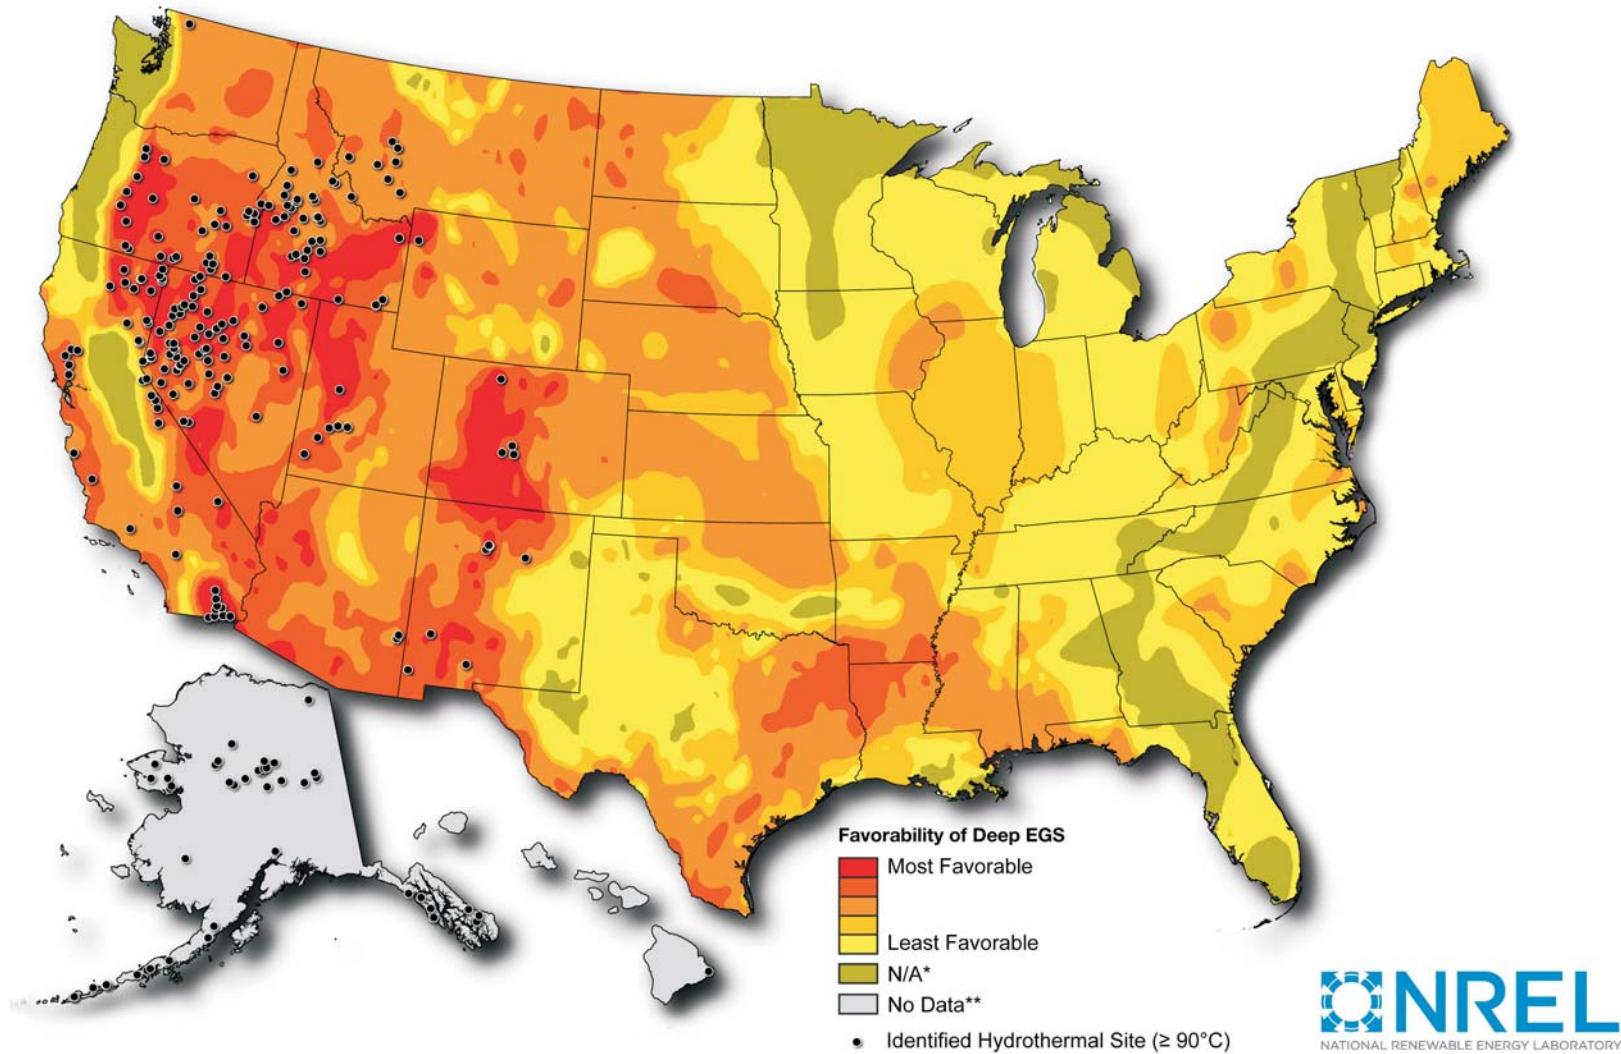 Favorability of Deep EGS
Most Favorable
Least Favorable
N/A*
No Data**
Identified Hydrothermal Site (≥ 90°C)
NREL
NATIONAL RENEWABLE ENERGY LABORATORY